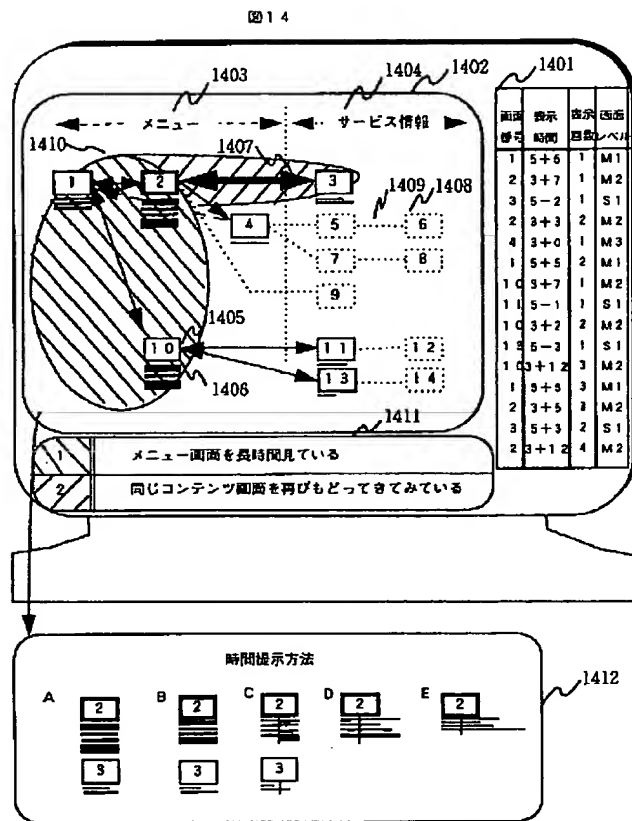 図14
1403
1404
1402
1401
メニュー
サービス情報
1410
1407
1409
1408
1
2
3
4
5
6
7
8
9
1405
10
11
12
13
14
1406
1411
画面番号 表示時間 表示回数 画面レベル
1 5+6 1 M1
2 3+7 1 M2
3 5-2 1 S1
2 3+3 2 M2
4 3+0 1 M3
1 5+5 2 M1
10 3+7 1 M2
11 5-1 1 S1
10 3+2 2 M2
13 5-3 1 S1
10 3+12 3 M2
1 5+5 3 M1
2 3+5 3 M2
3 5+3 2 S1
2 3+12 4 M2
1 メニュー画面を長時間見ている
2 同じコンテンツ画面を再びもどってきてみている
時間提示方法
1412
A B C D E
2 2 2 2 2
3 3 3